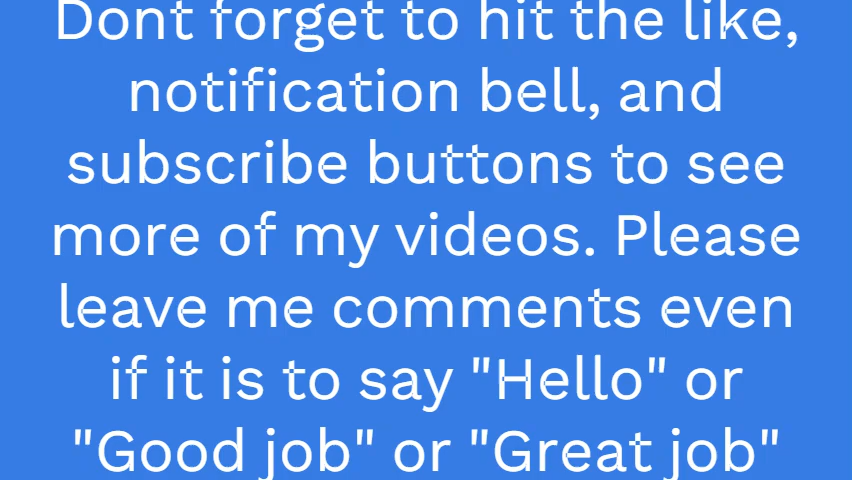 Dont forget to hit the like,
notification bell, and
subscribe buttons to see
more of my videos. Please
leave me comments even
if it is to say "Hello" or
"Good job" or "Great job"